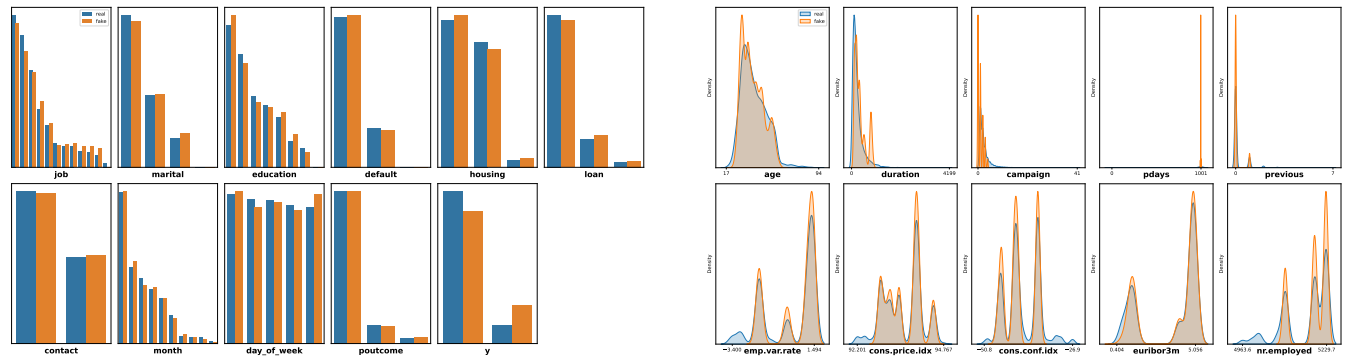 real
fake
job
marital
education
default
housing
loan
contact
month
day_of_week
poutcome
y
real
fake
Density
17
94
age
Density
0
4199
duration
Density
0
41
campaign
Density
0
1001
pdays
Density
0
7
previous
Density
−3.400
1.494
emp.var.rate
Density
92.201
94.767
cons.price.idx
Density
−50.8
−26.9
cons.conf.idx
Density
0.404
5.056
euribor3m
Density
4963.6
5229.7
nr.employed